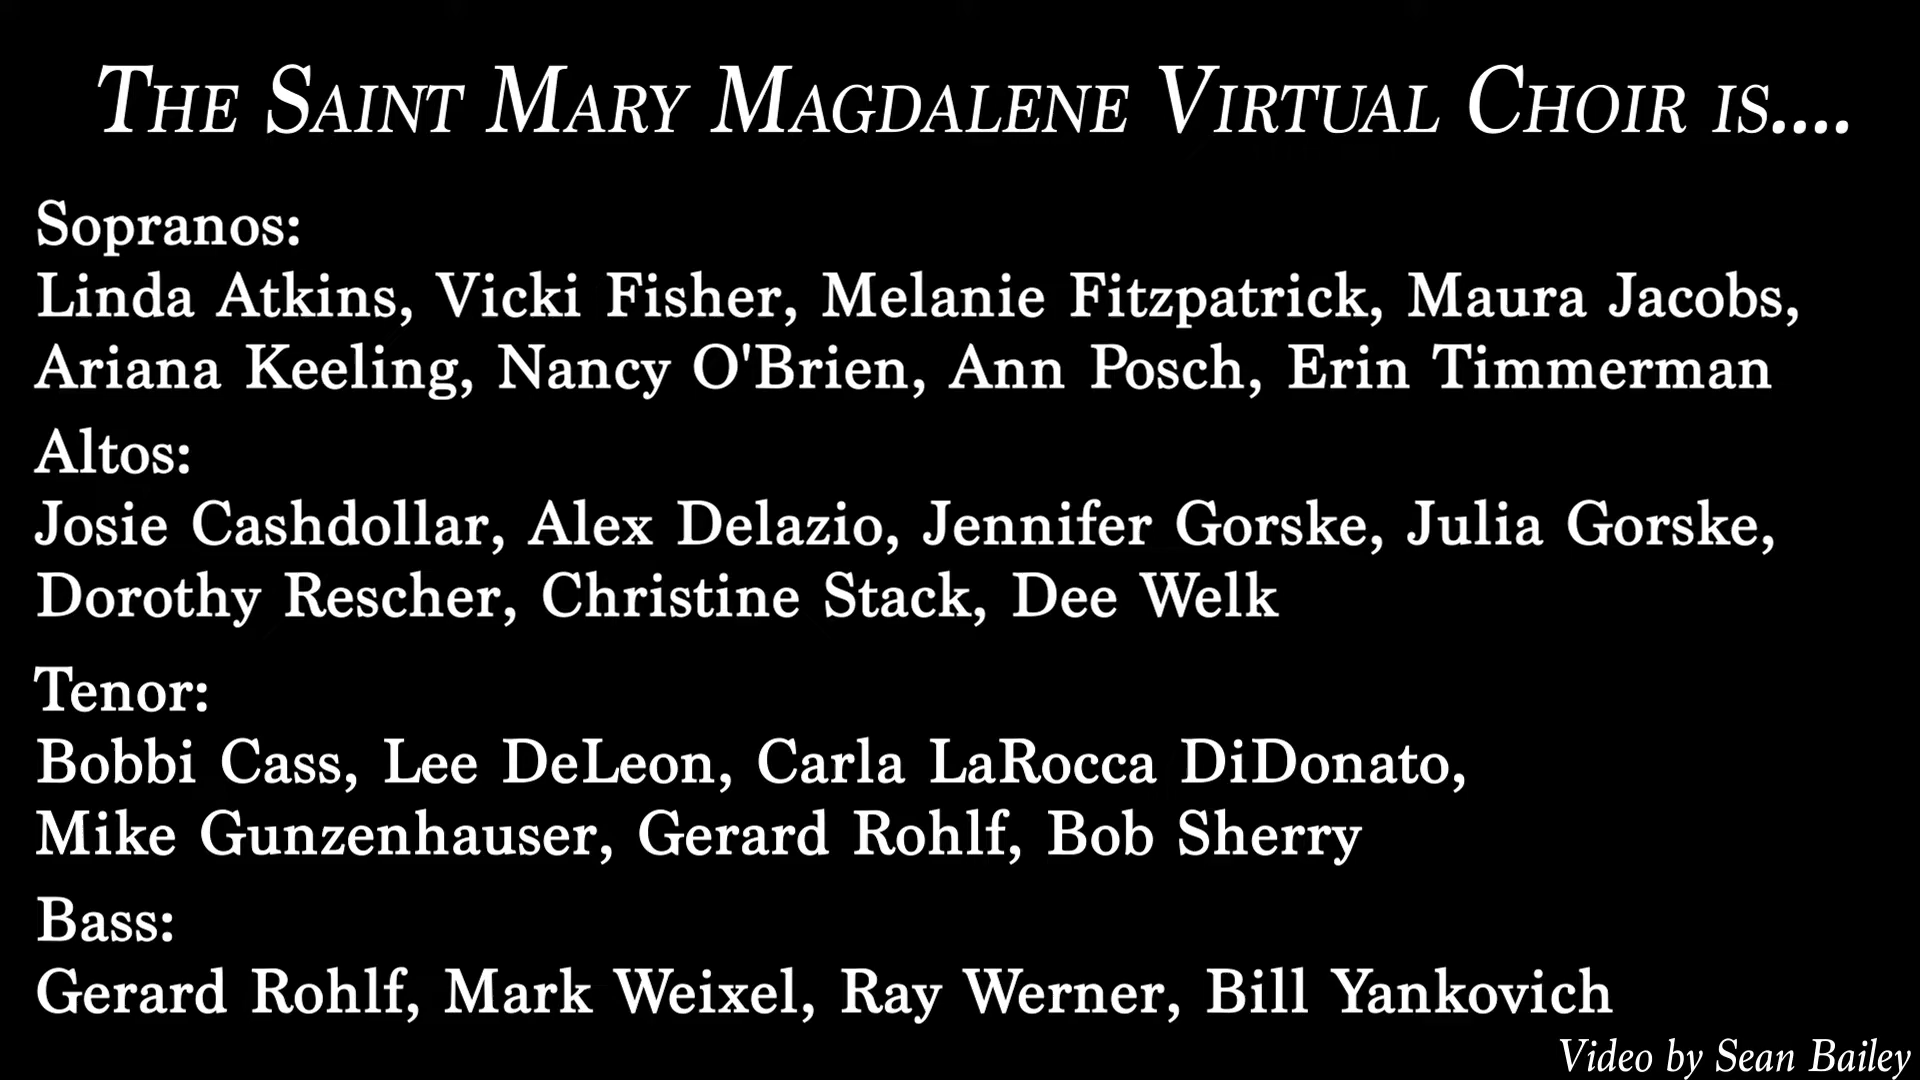 THE SAINT MARY MAGDALENE VIRTUAL CHOIR IS....
Sopranos:
Linda Atkins, Vicki Fisher, Melanie Fitzpatrick, Maura Jacobs,
Ariana Keeling, Nancy O'Brien, Ann Posch, Erin Timmerman
Altos:
Josie Cashdollar, Alex Delazio, Jennifer Gorske, Julia Gorske,
Dorothy Rescher, Christine Stack, Dee Welk
Tenor:
Bobbi Cass, Lee DeLeon, Carla LaRocca DiDonato,
Mike Gunzenhauser, Gerard Rohlf, Bob Sherry
Bass:
Gerard Rohlf, Mark Weixel, Ray Werner, Bill Yankovich
Video by Sean Bailey